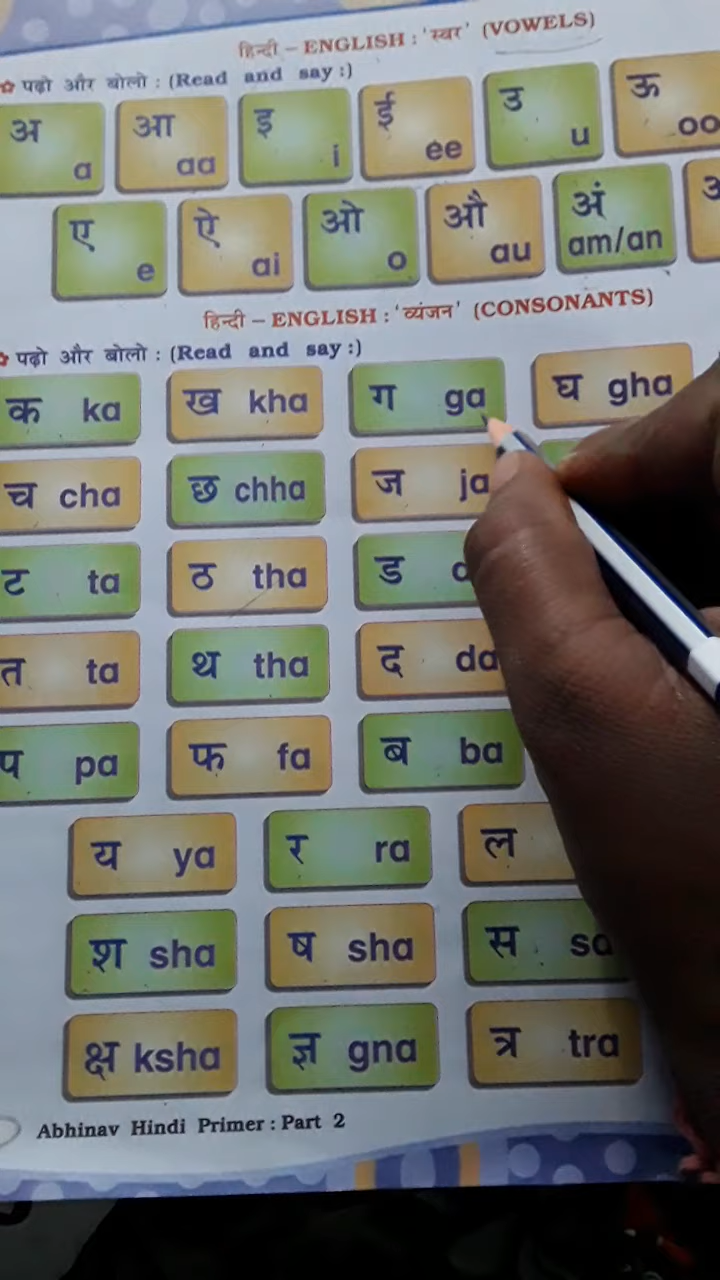 हिन्दी – ENGLISH : 'स्वर' (VOWELS)
पढ़ो और बोलो : (Read and say :)
अ a आ aa इ i ई ee उ u ऊ oo
ए e ऐ ai ओ o औ au अं am/an
हिन्दी – ENGLISH : 'व्यंजन' (CONSONANTS)
पढ़ो और बोलो : (Read and say :)
क ka ख kha ग ga घ gha
च cha छ chha ज ja
ट ta ठ tha ड
त ta थ tha द da
प pa फ fa ब ba
य ya र ra ल
श sha ष sha स sa
क्ष ksha ज्ञ gna त्र tra
Abhinav Hindi Primer : Part 2